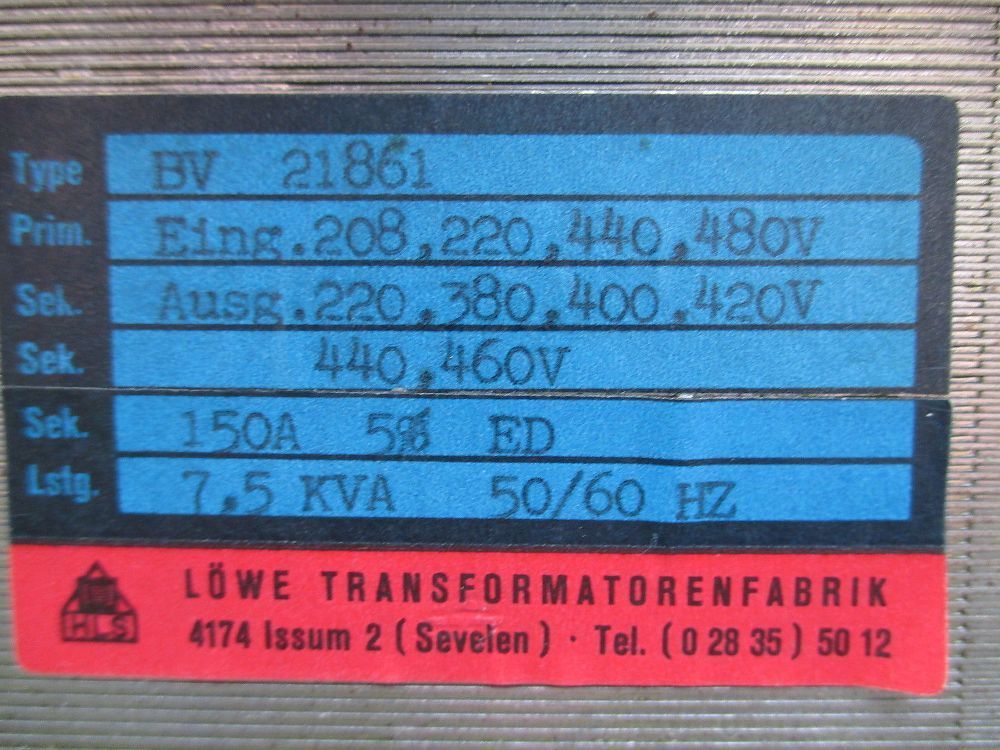 Type BV 21861
Prim. Eing.208,220,440,480V
Sek. Ausg.220,380,400,420V
Sek. 440,460V
Sek. 150A 5% ED
Lstg. 7,5 KVA 50/60 HZ
LÖWE TRANSFORMATORENFABRIK
HLS
4174 Issum 2 (Sevelen) · Tel. (0 28 35) 50 12